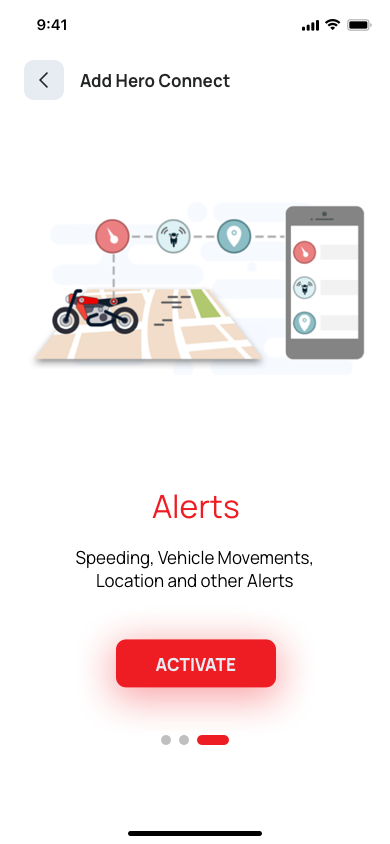 9:41
Add Hero Connect
Alerts
Speeding, Vehicle Movements,
Location and other Alerts
ACTIVATE